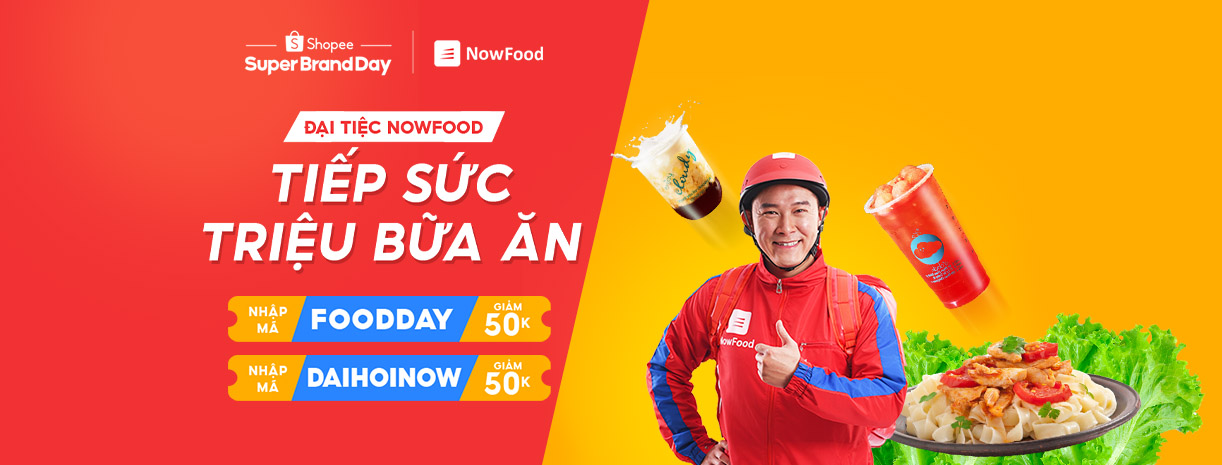 Shopee
Super Brand Day
NowFood
ĐẠI TIỆC NOWFOOD
TIẾP SỨC
TRIỆU BỮA ĂN
NHẬP
MÃ
FOODDAY
GIẢM
50K
NHẬP
MÃ
DAIHOINOW
GIẢM
50K
cloudy
NowFood